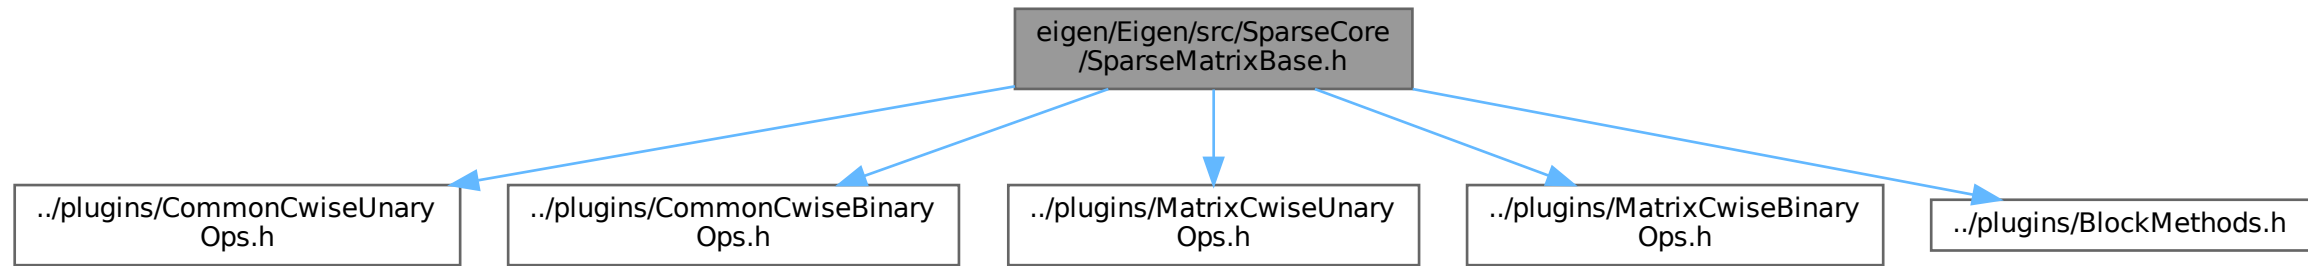 eigen/Eigen/src/SparseCore
/SparseMatrixBase.h
../plugins/CommonCwiseUnary
Ops.h
../plugins/CommonCwiseBinary
Ops.h
../plugins/MatrixCwiseUnary
Ops.h
../plugins/MatrixCwiseBinary
Ops.h
../plugins/BlockMethods.h